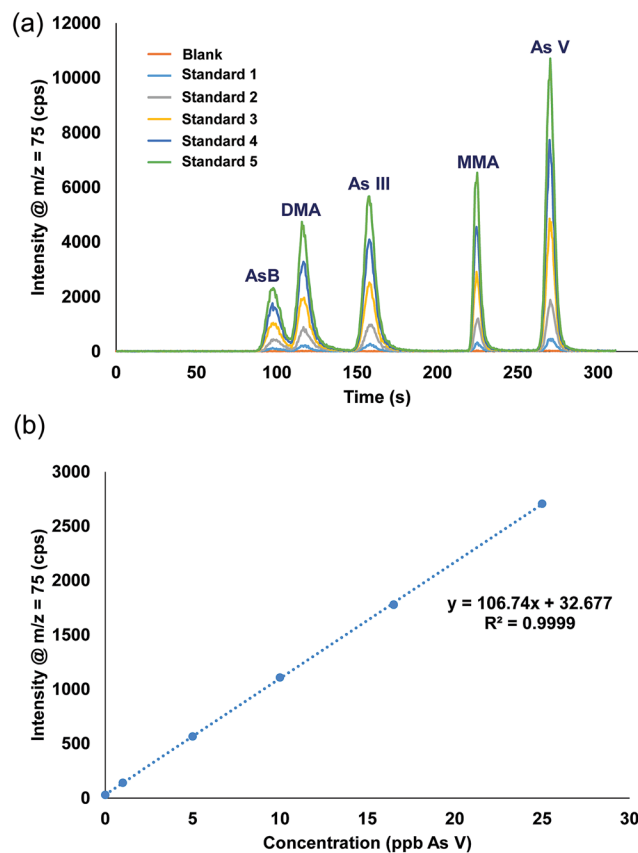 (a)
12000
10000
8000
6000
4000
2000
0
Intensity @ m/z = 75 (cps)
Blank
Standard 1
Standard 2
Standard 3
Standard 4
Standard 5
AsB
DMA
As III
MMA
As V
0 50 100 150 200 250 300
Time (s)
(b)
3000
2500
2000
1500
1000
500
0
Intensity @ m/z = 75 (cps)
y = 106.74x + 32.677
R² = 0.9999
0 5 10 15 20 25 30
Concentration (ppb As V)